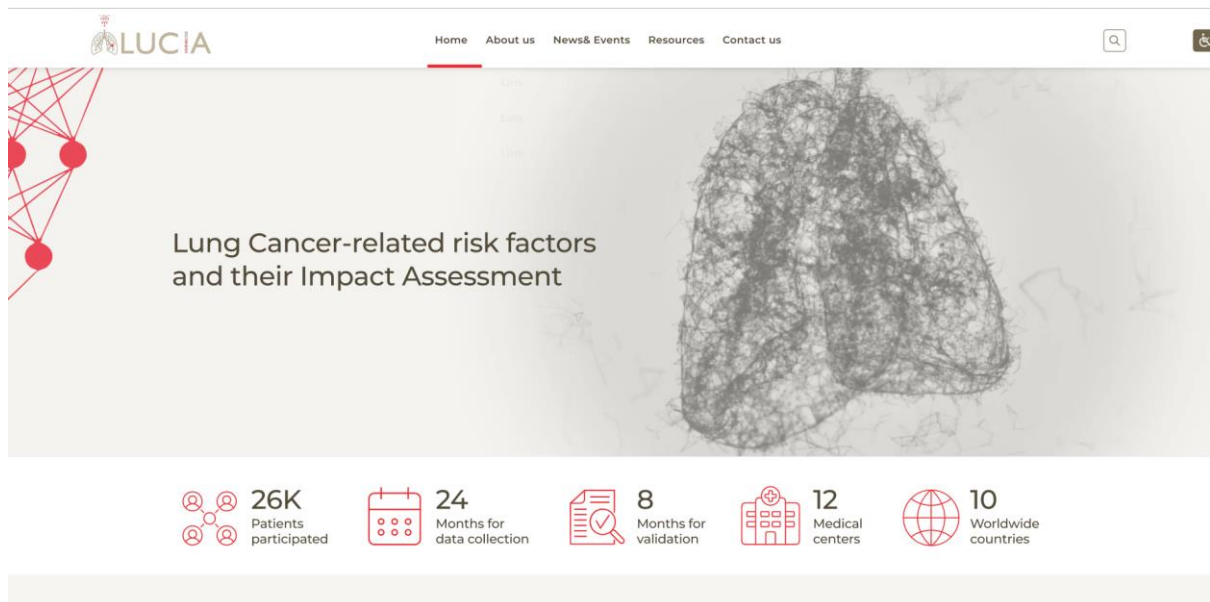 LUCIA
Home About us News& Events Resources Contact us
Lung Cancer-related risk factors
and their Impact Assessment
26K
Patients
participated
24
Months for
data collection
8
Months for
validation
12
Medical
centers
10
Worldwide
countries